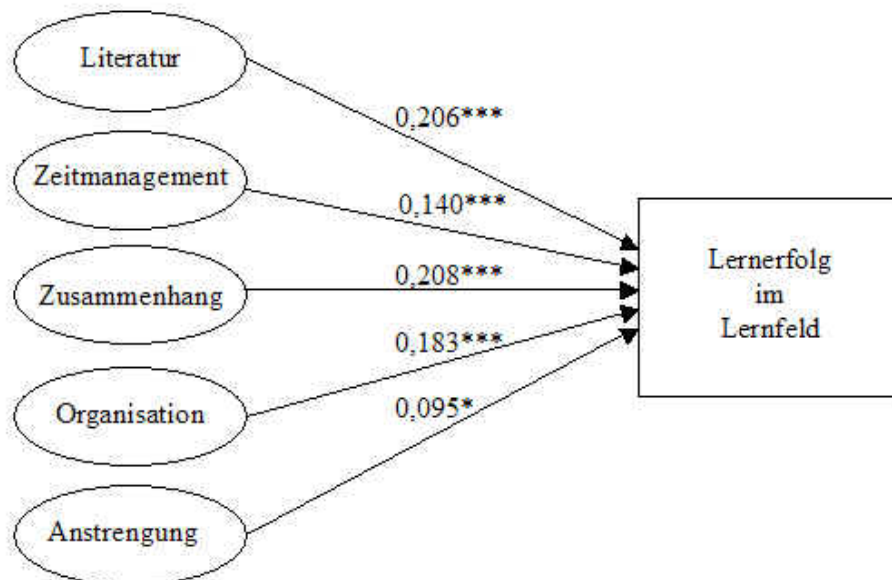 Literatur
0,206***
Zeitmanagement
0,140***
Zusammenhang
0,208***
Organisation
0,183***
Anstrengung
0,095*
Lernerfolg
im
Lernfeld